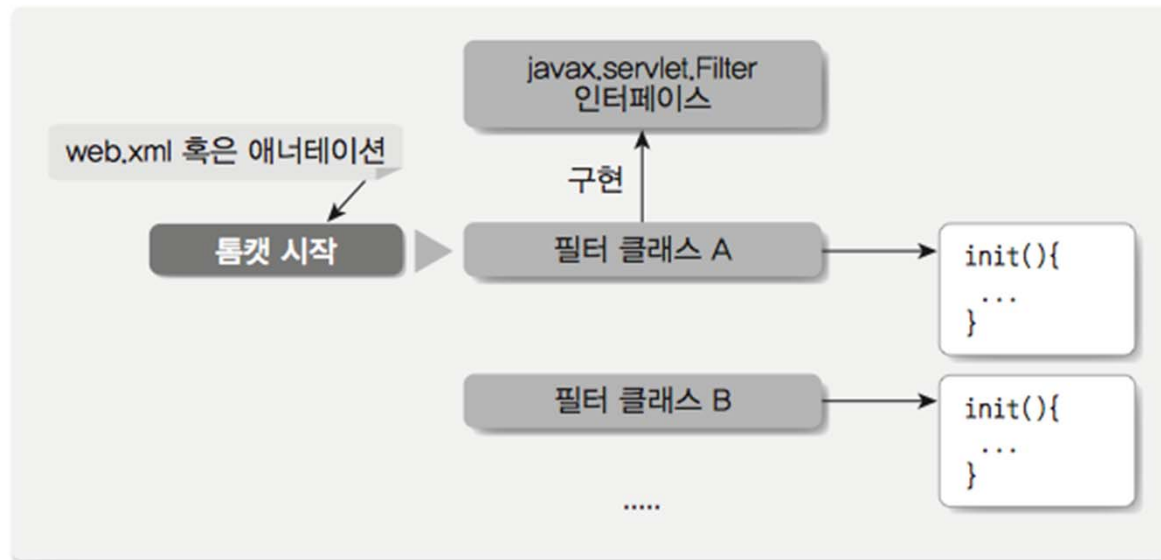 javax.servlet.Filter
인터페이스
web.xml 혹은 애너테이션
구현
톰캣 시작
필터 클래스 A
init(){
...
}
필터 클래스 B
init(){
...
}
.....